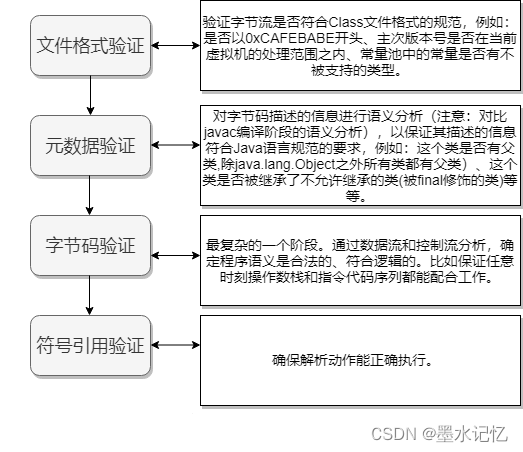 文件格式验证
验证字节流是否符合Class文件格式的规范，例如：
是否以0xCAFEBABE开头、主次版本号是否在当前
虚拟机的处理范围之内、常量池中的常量是否有不
被支持的类型。
元数据验证
对字节码描述的信息进行语义分析（注意：对比
javac编译阶段的语义分析），以保证其描述的信息
符合Java语言规范的要求，例如：这个类是否有父
类,除java.lang.Object之外所有类都有父类）、这个
类是否被继承了不允许继承的类(被final修饰的类)等
等。
字节码验证
最复杂的一个阶段。通过数据流和控制流分析，确
定程序语义是合法的、符合逻辑的。比如保证任意
时刻操作数栈和指令代码序列都能配合工作。
符号引用验证
确保解析动作能正确执行。
CSDN @墨水记忆